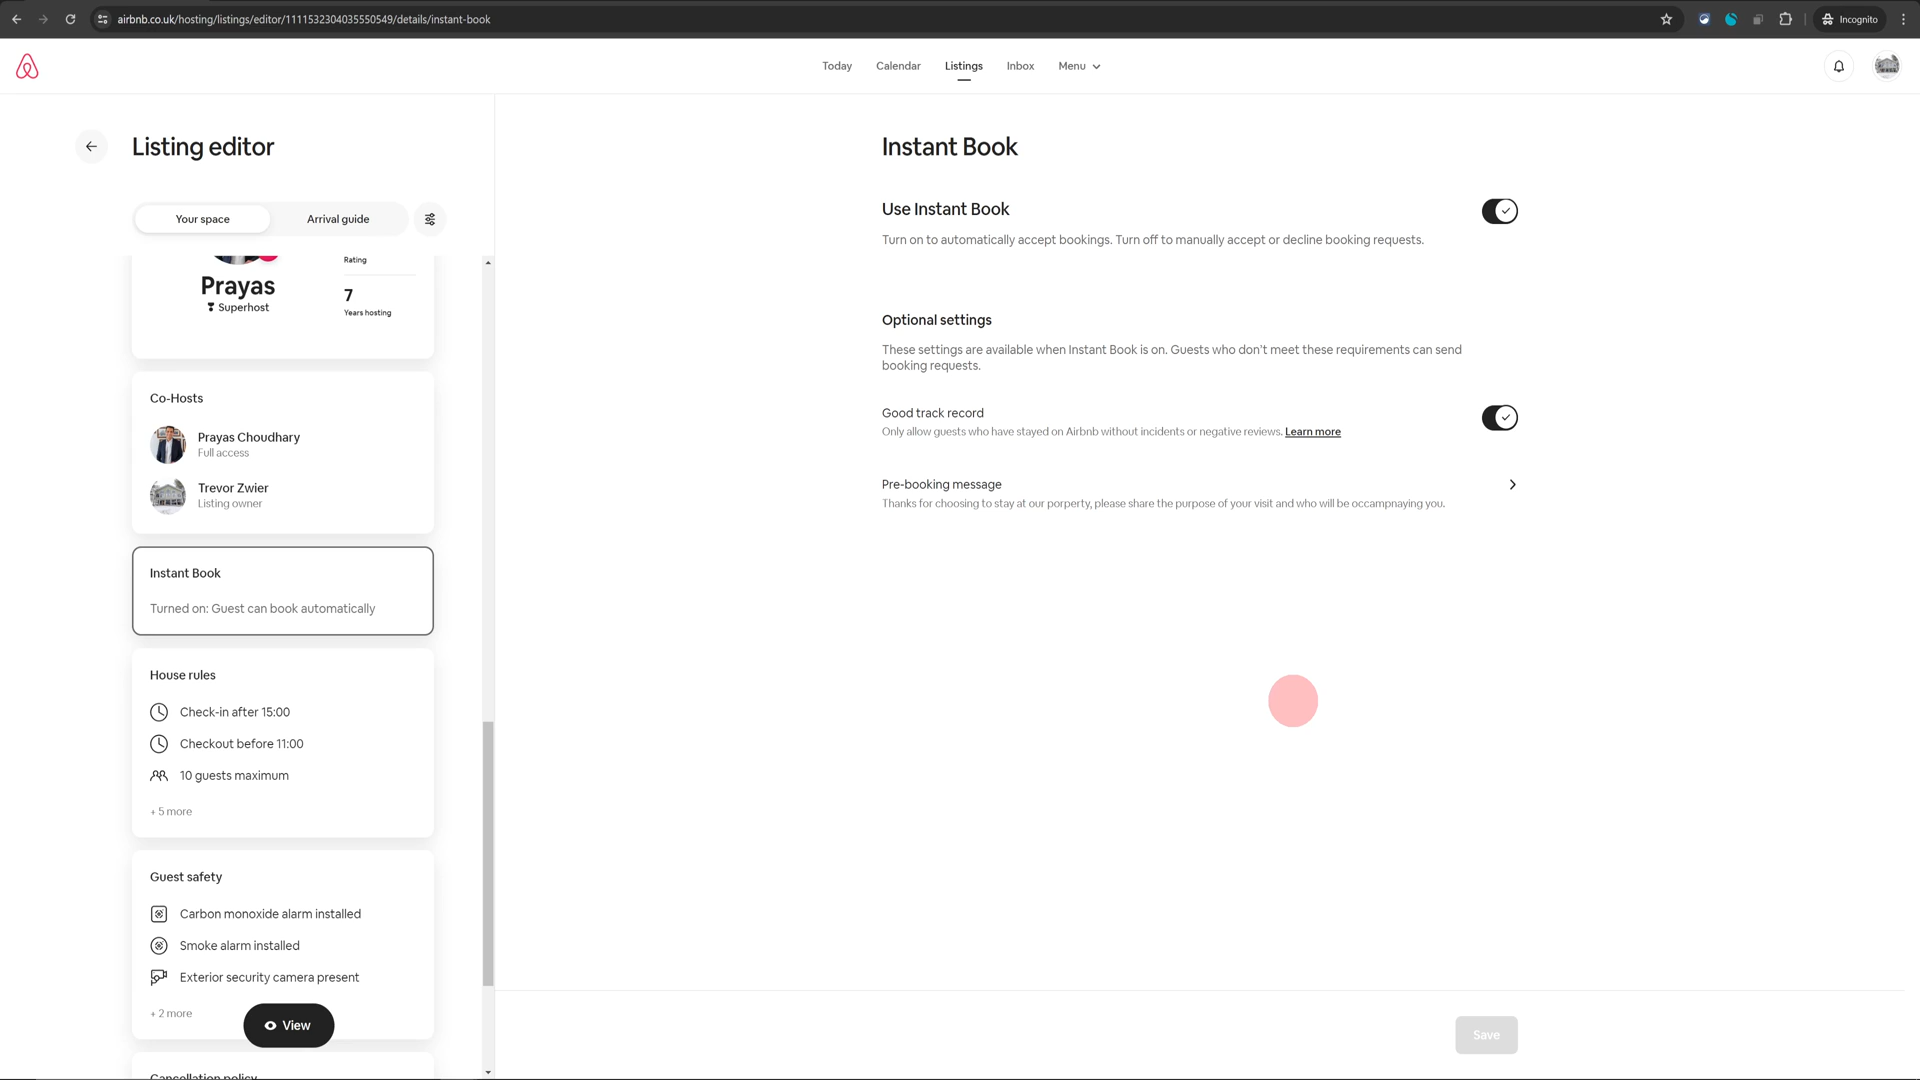 airbnb.co.uk/hosting/listings/editor/1111532304035550549/details/instant-book
Incognito
Today
Calendar
Listings
Inbox
Menu
Listing editor
Your space
Arrival guide
Rating
Prayas
Superhost
7
Years hosting
Co-Hosts
Prayas Choudhary
Full access
Trevor Zwier
Listing owner
Instant Book
Turned on: Guest can book automatically
House rules
Check-in after 15:00
Checkout before 11:00
10 guests maximum
+ 5 more
Guest safety
Carbon monoxide alarm installed
Smoke alarm installed
Exterior security camera present
+ 2 more
View
Cancellation policy
Instant Book
Use Instant Book
Turn on to automatically accept bookings. Turn off to manually accept or decline booking requests.
Optional settings
These settings are available when Instant Book is on. Guests who don't meet these requirements can send
booking requests.
Good track record
Only allow guests who have stayed on Airbnb without incidents or negative reviews. Learn more
Pre-booking message
Thanks for choosing to stay at our porperty, please share the purpose of your visit and who will be occampnaying you.
Save